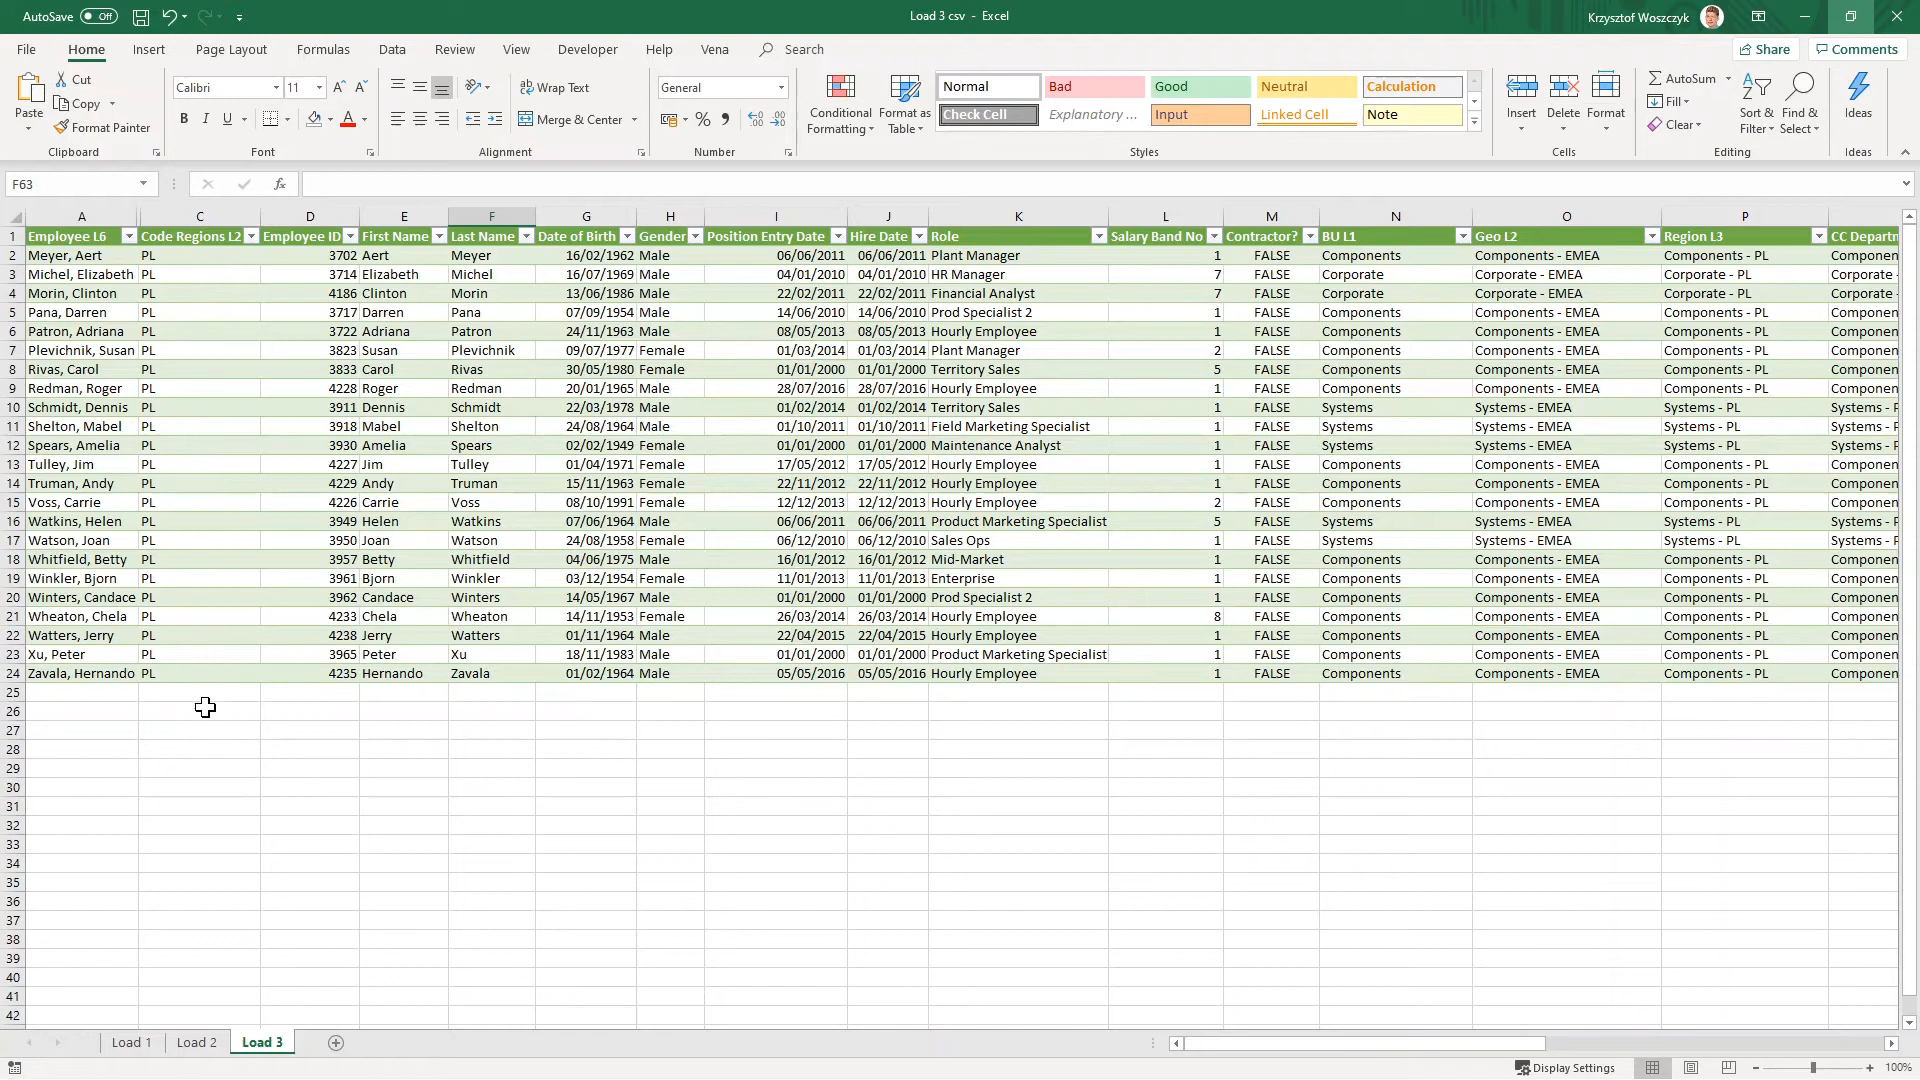 AutoSave Off Load 3 csv - Excel Krzysztof Woszczyk
File Home Insert Page Layout Formulas Data Review View Developer Help Vena Search Share Comments
Paste Cut Copy Format Painter Clipboard
Calibri 11 B I U Font
Wrap Text Merge & Center Alignment
General % Number
Conditional Formatting Format as Table
Normal Bad Good Neutral Calculation
Check Cell Explanatory ... Input Linked Cell Note
Styles
Insert Delete Format Cells
AutoSum Fill Clear Sort & Filter Find & Select Editing
Ideas Ideas
F63 fx
A C D E F G H I J K L M N O P
1 Employee L6 Code Regions L2 Employee ID First Name Last Name Date of Birth Gender Position Entry Date Hire Date Role Salary Band No Contractor? BU L1 Geo L2 Region L3 CC Departm
2 Meyer, Aert PL 3702 Aert Meyer 16/02/1962 Male 06/06/2011 06/06/2011 Plant Manager 1 FALSE Components Components - EMEA Components - PL Componen
3 Michel, Elizabeth PL 3714 Elizabeth Michel 16/07/1969 Male 04/01/2010 04/01/2010 HR Manager 7 FALSE Corporate Corporate - EMEA Corporate - PL Corporate -
4 Morin, Clinton PL 4186 Clinton Morin 13/06/1986 Male 22/02/2011 22/02/2011 Financial Analyst 7 FALSE Corporate Corporate - EMEA Corporate - PL Corporate -
5 Pana, Darren PL 3717 Darren Pana 07/09/1954 Male 14/06/2010 14/06/2010 Prod Specialist 2 1 FALSE Components Components - EMEA Components - PL Componen
6 Patron, Adriana PL 3722 Adriana Patron 24/11/1963 Male 08/05/2013 08/05/2013 Hourly Employee 1 FALSE Components Components - EMEA Components - PL Componen
7 Plevichnik, Susan PL 3823 Susan Plevichnik 09/07/1977 Female 01/03/2014 01/03/2014 Plant Manager 2 FALSE Components Components - EMEA Components - PL Componen
8 Rivas, Carol PL 3833 Carol Rivas 30/05/1980 Female 01/01/2000 01/01/2000 Territory Sales 5 FALSE Components Components - EMEA Components - PL Componen
9 Redman, Roger PL 4228 Roger Redman 20/01/1965 Male 28/07/2016 28/07/2016 Hourly Employee 1 FALSE Components Components - EMEA Components - PL Componen
10 Schmidt, Dennis PL 3911 Dennis Schmidt 22/03/1978 Male 01/02/2014 01/02/2014 Territory Sales 1 FALSE Systems Systems - EMEA Systems - PL Systems - P
11 Shelton, Mabel PL 3918 Mabel Shelton 24/08/1964 Male 01/10/2011 01/10/2011 Field Marketing Specialist 1 FALSE Systems Systems - EMEA Systems - PL Systems - P
12 Spears, Amelia PL 3930 Amelia Spears 02/02/1949 Female 01/01/2000 01/01/2000 Maintenance Analyst 1 FALSE Systems Systems - EMEA Systems - PL Systems - P
13 Tulley, Jim PL 4227 Jim Tulley 01/04/1971 Female 17/05/2012 17/05/2012 Hourly Employee 1 FALSE Components Components - EMEA Components - PL Componen
14 Truman, Andy PL 4229 Andy Truman 15/11/1963 Female 22/11/2012 22/11/2012 Hourly Employee 1 FALSE Components Components - EMEA Components - PL Componen
15 Voss, Carrie PL 4226 Carrie Voss 08/10/1991 Female 12/12/2013 12/12/2013 Hourly Employee 2 FALSE Components Components - EMEA Components - PL Componen
16 Watkins, Helen PL 3949 Helen Watkins 07/06/1964 Male 06/06/2011 06/06/2011 Product Marketing Specialist 5 FALSE Systems Systems - EMEA Systems - PL Systems - P
17 Watson, Joan PL 3950 Joan Watson 24/08/1958 Female 06/12/2010 06/12/2010 Sales Ops 1 FALSE Systems Systems - EMEA Systems - PL Systems - P
18 Whitfield, Betty PL 3957 Betty Whitfield 04/06/1975 Male 16/01/2012 16/01/2012 Mid-Market 1 FALSE Components Components - EMEA Components - PL Componen
19 Winkler, Bjorn PL 3961 Bjorn Winkler 03/12/1954 Female 11/01/2013 11/01/2013 Enterprise 1 FALSE Components Components - EMEA Components - PL Componen
20 Winters, Candace PL 3962 Candace Winters 14/05/1967 Male 01/01/2000 01/01/2000 Prod Specialist 2 1 FALSE Components Components - EMEA Components - PL Componen
21 Wheaton, Chela PL 4233 Chela Wheaton 14/11/1953 Female 26/03/2014 26/03/2014 Hourly Employee 8 FALSE Components Components - EMEA Components - PL Componen
22 Watters, Jerry PL 4238 Jerry Watters 01/11/1964 Male 22/04/2015 22/04/2015 Hourly Employee 1 FALSE Components Components - EMEA Components - PL Componen
23 Xu, Peter PL 3965 Peter Xu 18/11/1983 Male 01/01/2000 01/01/2000 Product Marketing Specialist 1 FALSE Components Components - EMEA Components - PL Componen
24 Zavala, Hernando PL 4235 Hernando Zavala 01/02/1964 Male 05/05/2016 05/05/2016 Hourly Employee 1 FALSE Components Components - EMEA Components - PL Componen
25
26
27
28
29
30
31
32
33
34
35
36
37
38
39
40
41
42
Load 1 Load 2 Load 3
Display Settings 100%